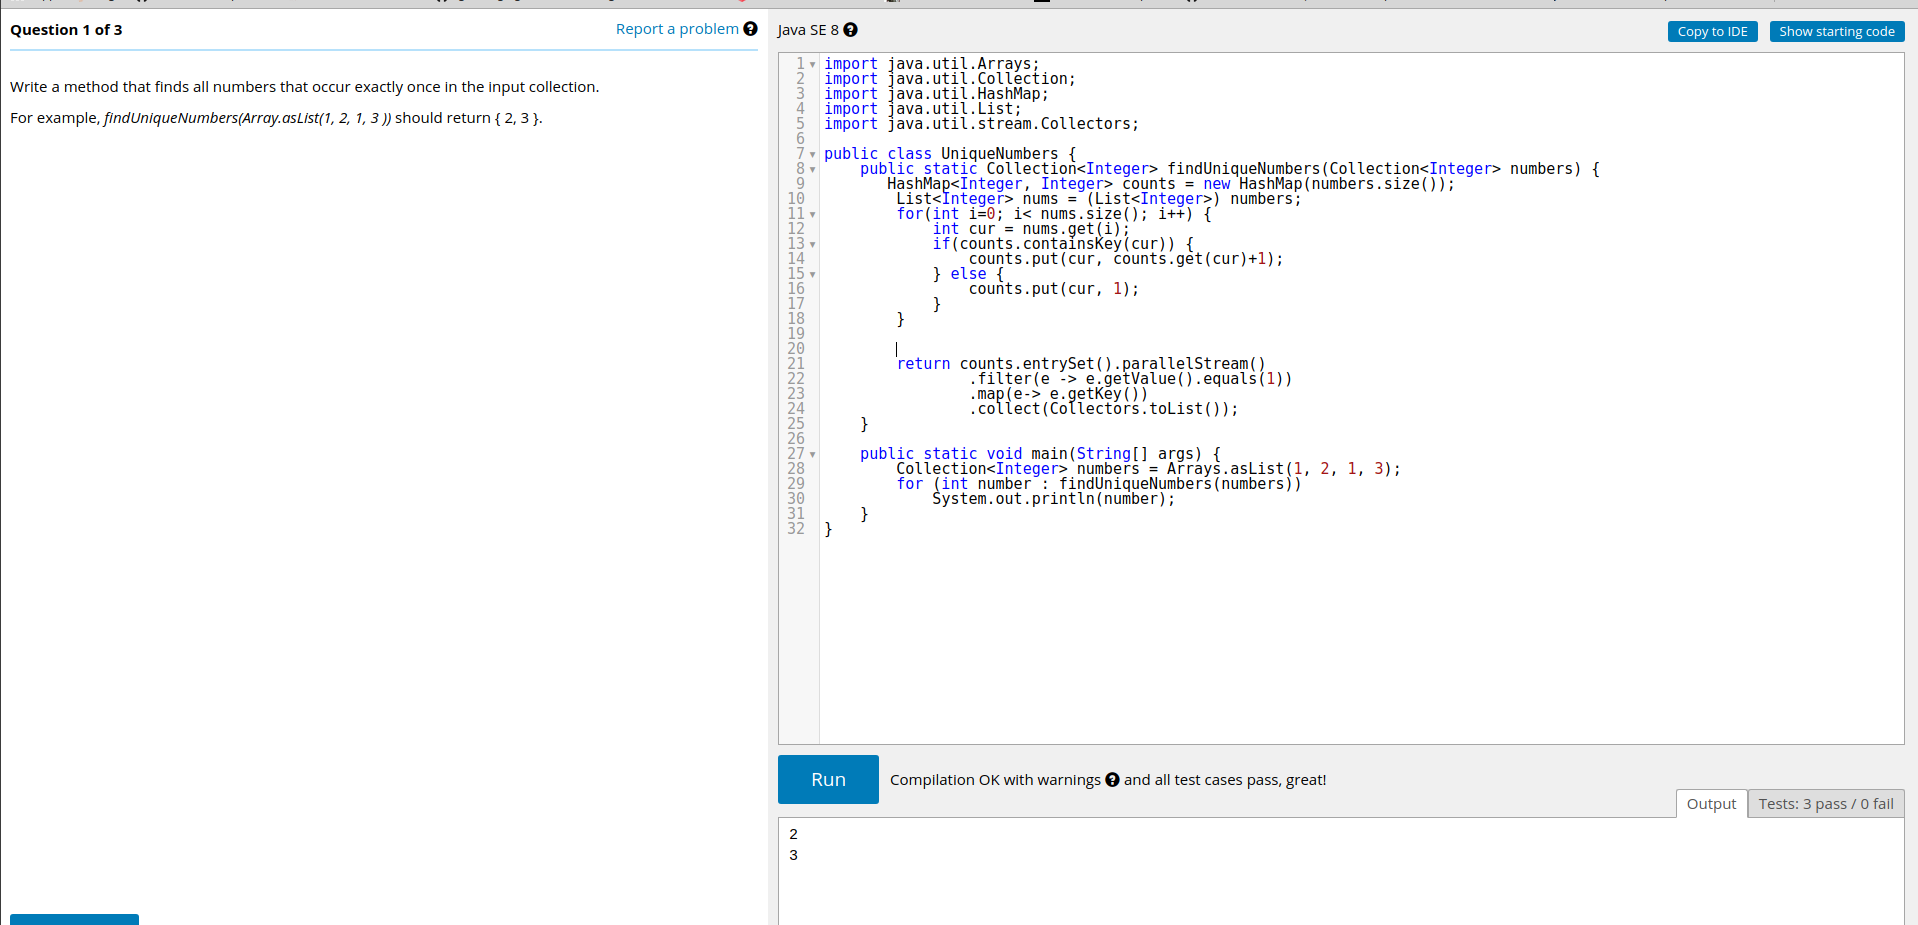 Question 1 of 3
Report a problem ?
Write a method that finds all numbers that occur exactly once in the input collection.
For example, findUniqueNumbers(Array.asList(1, 2, 1, 3 )) should return { 2, 3 }.
Java SE 8 ?
Copy to IDE
Show starting code
1 import java.util.Arrays;
2 import java.util.Collection;
3 import java.util.HashMap;
4 import java.util.List;
5 import java.util.stream.Collectors;
6
7 public class UniqueNumbers {
8     public static Collection<Integer> findUniqueNumbers(Collection<Integer> numbers) {
9        HashMap<Integer, Integer> counts = new HashMap(numbers.size());
10         List<Integer> nums = (List<Integer>) numbers;
11         for(int i=0; i< nums.size(); i++) {
12             int cur = nums.get(i);
13             if(counts.containsKey(cur)) {
14                 counts.put(cur, counts.get(cur)+1);
15             } else {
16                 counts.put(cur, 1);
17             }
18         }
19
20
21         return counts.entrySet().parallelStream()
22                 .filter(e -> e.getValue().equals(1))
23                 .map(e-> e.getKey())
24                 .collect(Collectors.toList());
25     }
26
27     public static void main(String[] args) {
28         Collection<Integer> numbers = Arrays.asList(1, 2, 1, 3);
29         for (int number : findUniqueNumbers(numbers))
30             System.out.println(number);
31     }
32 }
Run
Compilation OK with warnings ? and all test cases pass, great!
Output
Tests: 3 pass / 0 fail
2
3